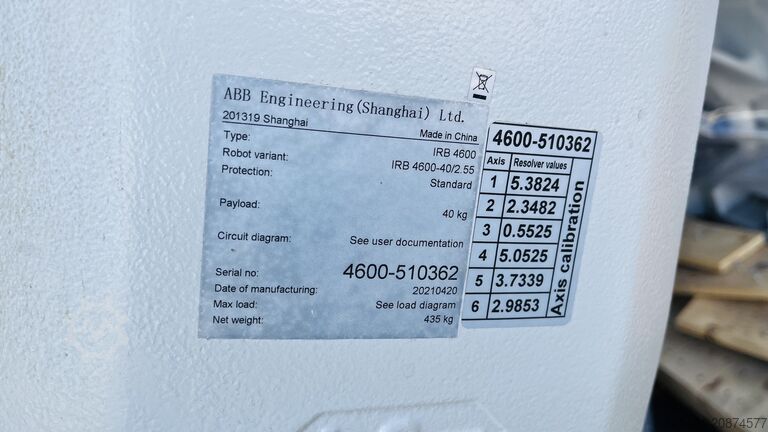 ABB Engineering(Shanghai) Ltd.
201319 Shanghai
Made in China
Type: IRB 4600
Robot variant: IRB 4600-40/2.55
Protection: Standard
Payload: 40 kg
Circuit diagram: See user documentation
Serial no: 4600-510362
Date of manufacturing: 20210420
Max load: See load diagram
Net weight: 435 kg
4600-510362
Axis Resolver values
1 5.3824
2 2.3482
3 0.5525
4 5.0525
5 3.7339
6 2.9853
Axis calibration
20874577